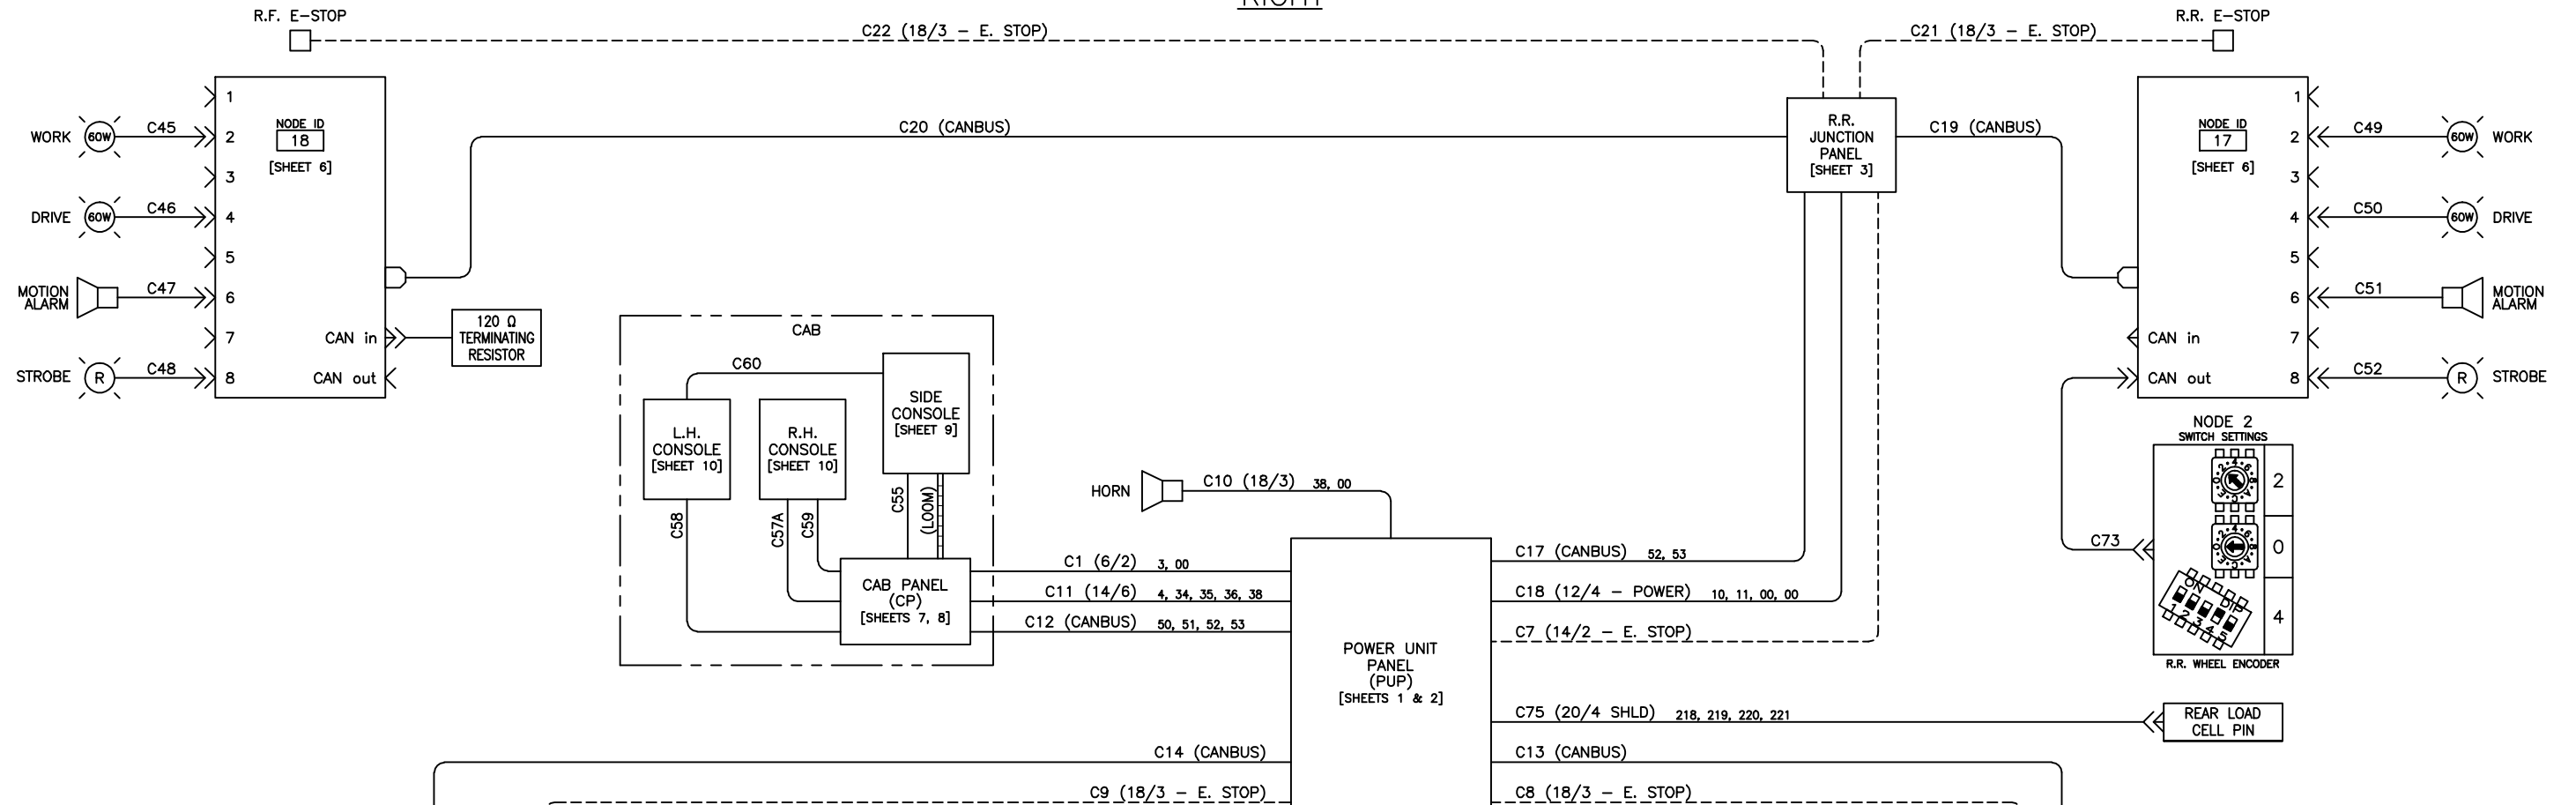 R.F. E-STOP
C22 (18/3 - E. STOP)
C21 (18/3 - E. STOP)
R.R. E-STOP
WORK
60W
C45
DRIVE
60W
C46
MOTION
ALARM
C47
STROBE
R
C48
1
2
3
4
5
6
7
8
NODE ID
18
[SHEET 6]
CAN in
CAN out
120 Ω
TERMINATING
RESISTOR
C20 (CANBUS)
R.R.
JUNCTION
PANEL
[SHEET 3]
C19 (CANBUS)
NODE ID
17
[SHEET 6]
CAN in
CAN out
1
2
3
4
5
6
7
8
C49
60W
WORK
C50
60W
DRIVE
C51
MOTION
ALARM
C52
R
STROBE
CAB
C60
SIDE
CONSOLE
[SHEET 9]
L.H.
CONSOLE
[SHEET 10]
R.H.
CONSOLE
[SHEET 10]
C58
C57A
C59
C55
(LOOM)
CAB PANEL
(CP)
[SHEETS 7, 8]
HORN
C10 (18/3) 38, 00
C1 (6/2) 3, 00
C11 (14/6) 4, 34, 35, 36, 38
C12 (CANBUS) 50, 51, 52, 53
POWER UNIT
PANEL
(PUP)
[SHEETS 1 & 2]
C17 (CANBUS) 52, 53
C18 (12/4 - POWER) 10, 11, 00, 00
C7 (14/2 - E. STOP)
C75 (20/4 SHLD) 218, 219, 220, 221
REAR LOAD
CELL PIN
C14 (CANBUS)
C13 (CANBUS)
C9 (18/3 - E. STOP)
C8 (18/3 - E. STOP)
C73
NODE 2
SWITCH SETTINGS
2
0
4
ON
DIP
1 2 3 4 5
R.R. WHEEL ENCODER